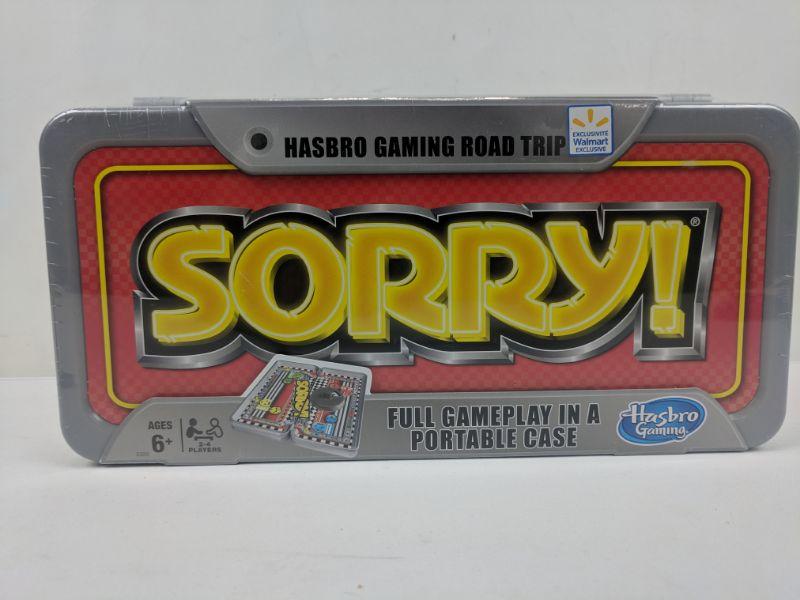 HASBRO GAMING ROAD TRIP
EXCLUSIVITÉ
Walmart
EXCLUSIVE
SORRY!®
SORRY!
AGES
6+
2-4
PLAYERS
FULL GAMEPLAY IN A
PORTABLE CASE
Hasbro
Gaming